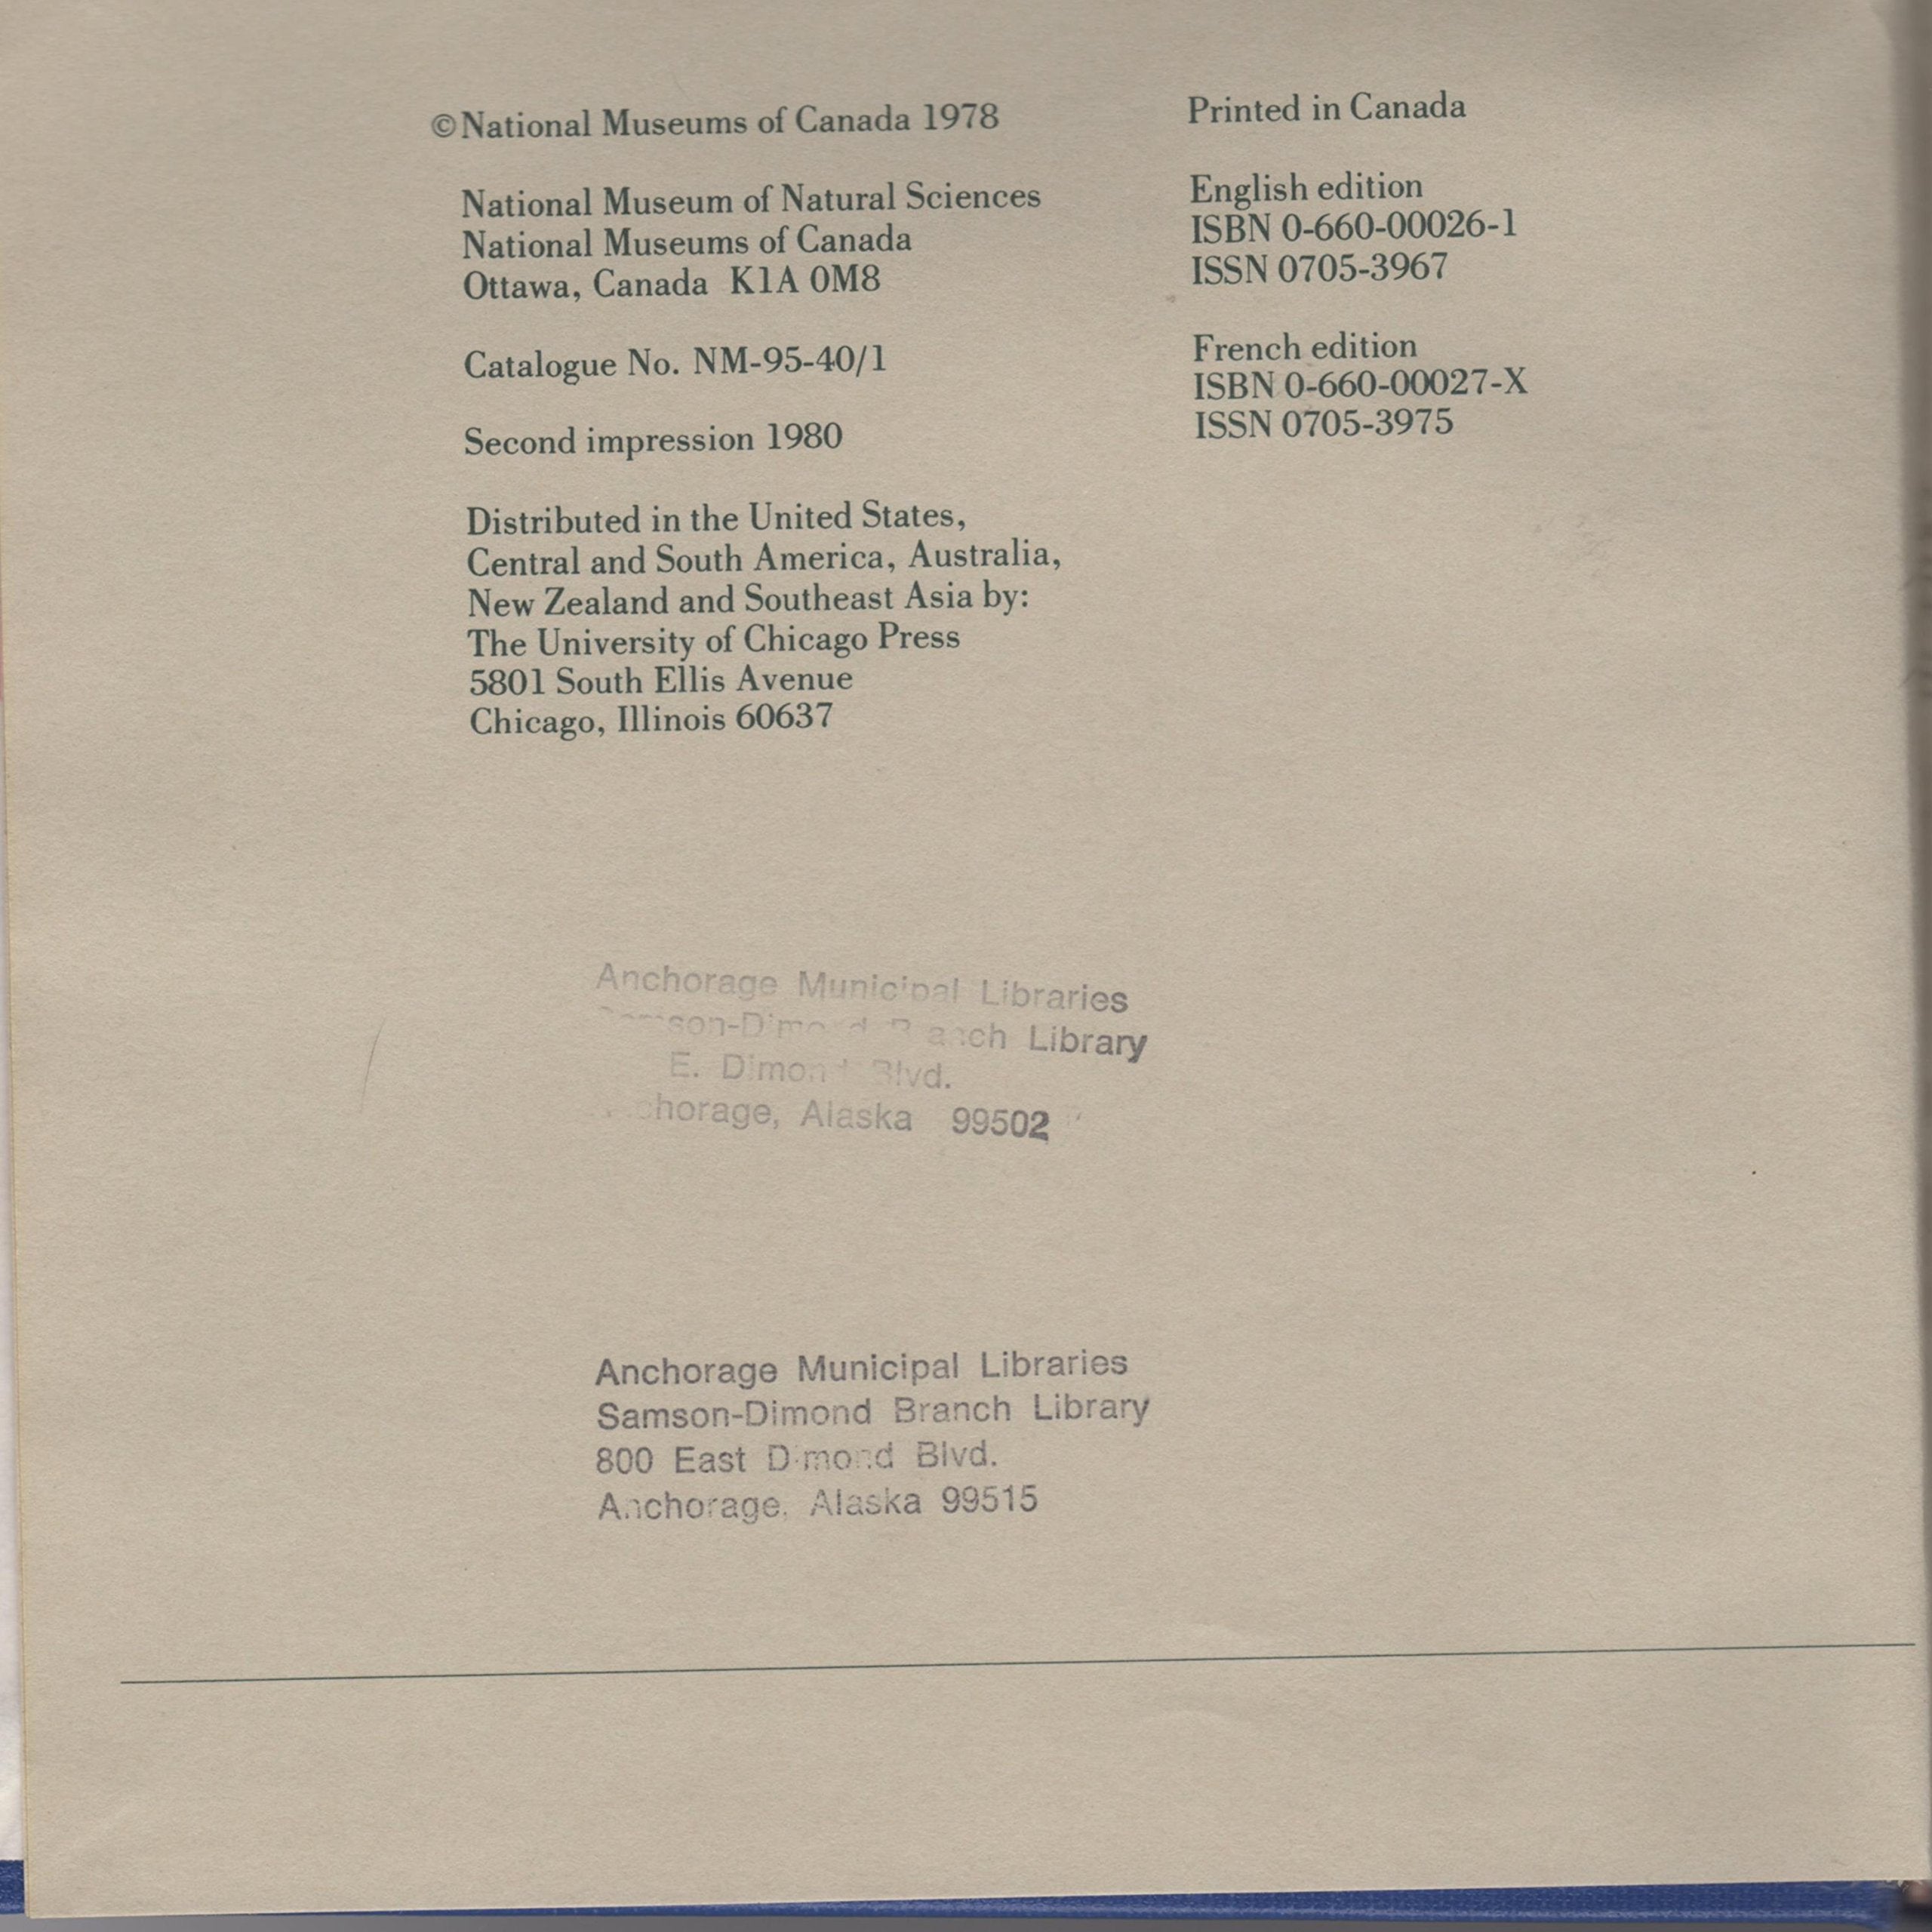 ©National Museums of Canada 1978
National Museum of Natural Sciences
National Museums of Canada
Ottawa, Canada K1A 0M8
Catalogue No. NM-95-40/1
Second impression 1980
Distributed in the United States,
Central and South America, Australia,
New Zealand and Southeast Asia by:
The University of Chicago Press
5801 South Ellis Avenue
Chicago, Illinois 60637
Printed in Canada
English edition
ISBN 0-660-00026-1
ISSN 0705-3967
French edition
ISBN 0-660-00027-X
ISSN 0705-3975
Anchorage Municipal Libraries
Samson-Dimond Branch Library
E. Dimond Blvd.
Anchorage, Alaska 99502
Anchorage Municipal Libraries
Samson-Dimond Branch Library
800 East Dimond Blvd.
Anchorage, Alaska 99515